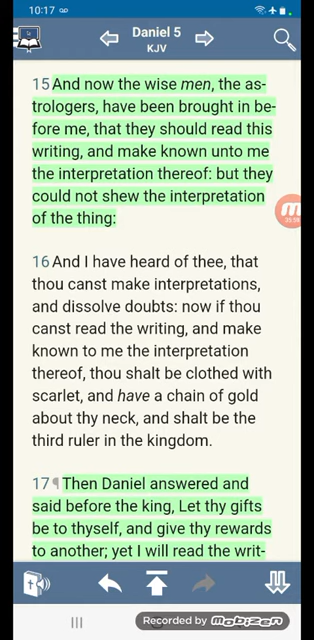 10:17
Daniel 5
KJV
15 And now the wise men, the as-
trologers, have been brought in be-
fore me, that they should read this
writing, and make known unto me
the interpretation thereof: but they
could not shew the interpretation
of the thing:
16 And I have heard of thee, that
thou canst make interpretations,
and dissolve doubts: now if thou
canst read the writing, and make
known to me the interpretation
thereof, thou shalt be clothed with
scarlet, and have a chain of gold
about thy neck, and shalt be the
third ruler in the kingdom.
17 ¶ Then Daniel answered and
said before the king, Let thy gifts
be to thyself, and give thy rewards
to another; yet I will read the writ-
Recorded by mobizen